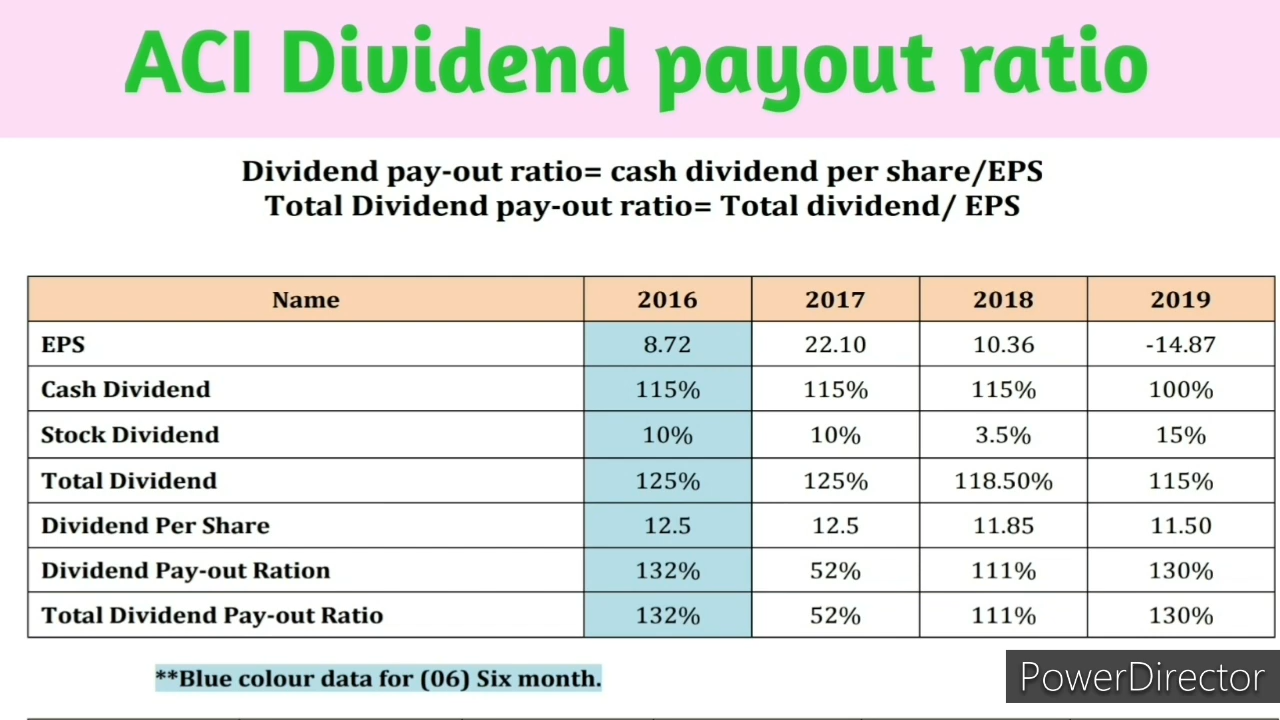 ACI Dividend payout ratio
Dividend pay-out ratio= cash dividend per share/EPS
Total Dividend pay-out ratio= Total dividend/ EPS
Name 2016 2017 2018 2019
EPS 8.72 22.10 10.36 -14.87
Cash Dividend 115% 115% 115% 100%
Stock Dividend 10% 10% 3.5% 15%
Total Dividend 125% 125% 118.50% 115%
Dividend Per Share 12.5 12.5 11.85 11.50
Dividend Pay-out Ration 132% 52% 111% 130%
Total Dividend Pay-out Ratio 132% 52% 111% 130%
**Blue colour data for (06) Six month.
PowerDirector